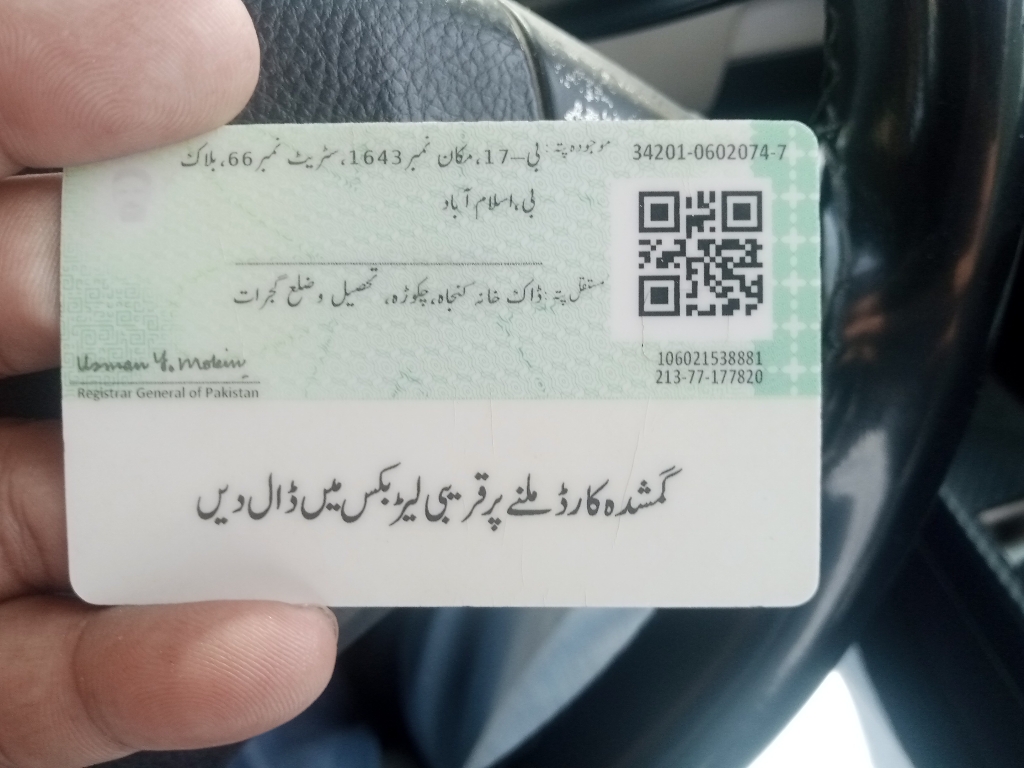 34201-0602074-7
موجودہ پتہ: بی–17، مکان نمبر 1643، سٹریٹ نمبر 66، بلاک
بی، اسلام آباد
مستقل پتہ: ڈاک خانہ کنجاہ، چکوڑہ، تحصیل و ضلع گجرات
106021538881
213-77-177820
Usman Y. Mobin
Registrar General of Pakistan
گمشدہ کارڈ ملنے پر قریبی لیٹر بکس میں ڈال دیں